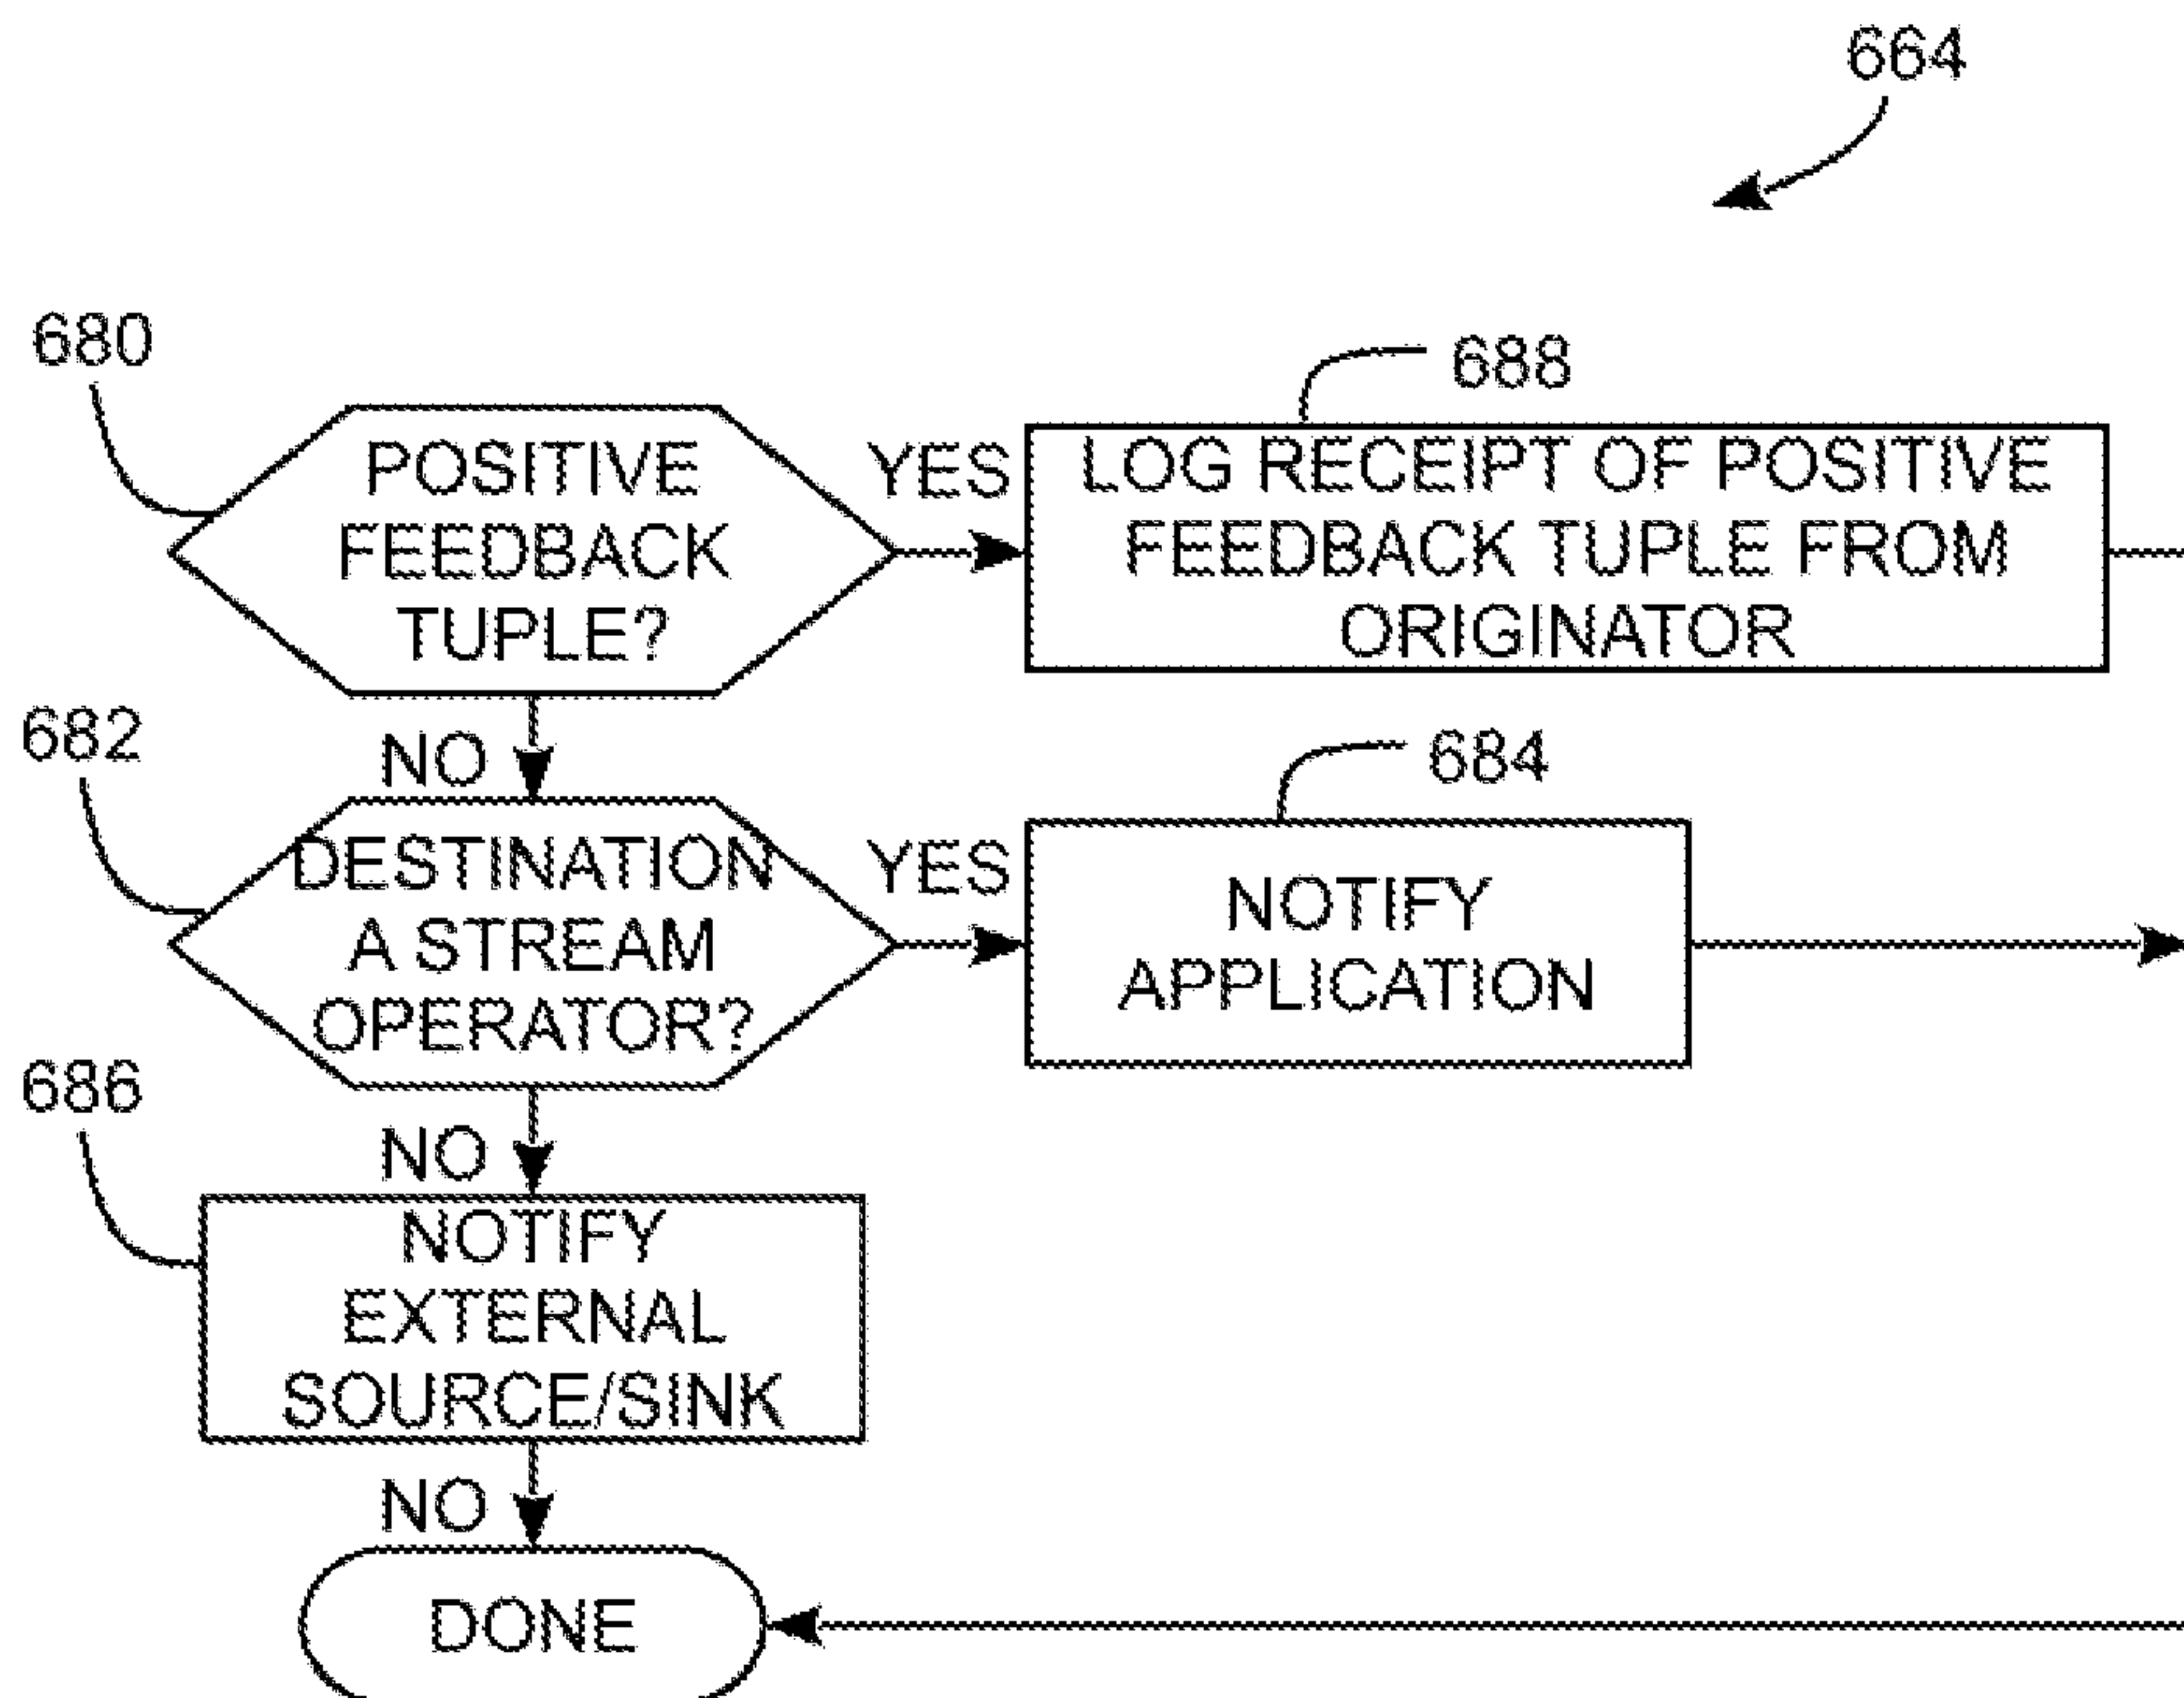 664
680
688
POSITIVE
FEEDBACK
TUPLE?
YES
LOG RECEIPT OF POSITIVE
FEEDBACK TUPLE FROM
ORIGINATOR
NO
682
684
DESTINATION
A STREAM
OPERATOR?
YES
NOTIFY
APPLICATION
NO
686
NOTIFY
EXTERNAL
SOURCE/SINK
NO
DONE